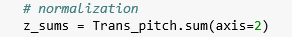 # normalization
z_sums = Trans_pitch.sum(axis=2)